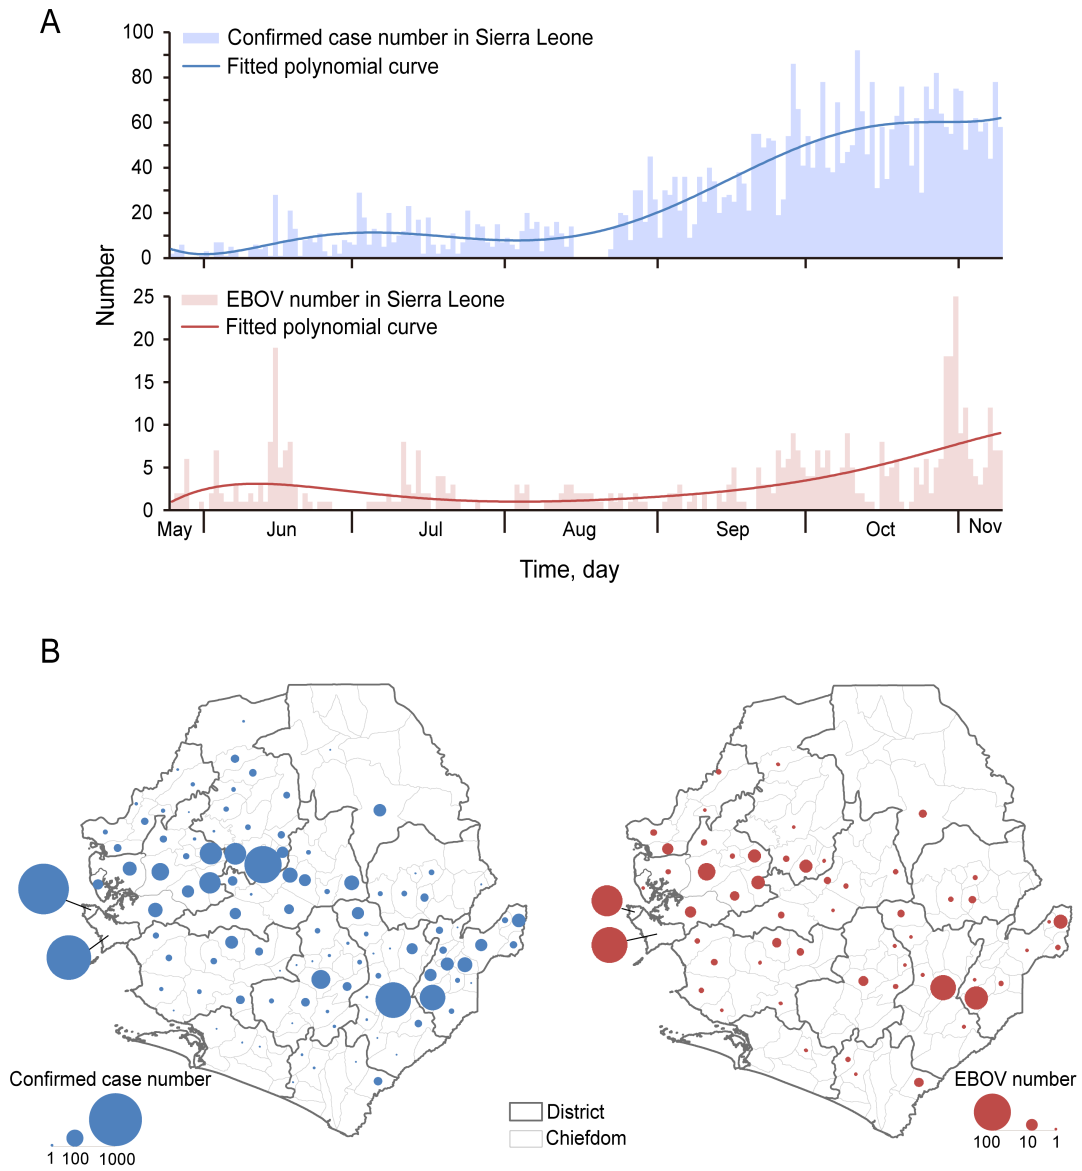 A
100
80
60
40
20
0
Confirmed case number in Sierra Leone
Fitted polynomial curve
Number
25
20
15
10
5
0
EBOV number in Sierra Leone
Fitted polynomial curve
May Jun Jul Aug Sep Oct Nov
Time, day
B
Confirmed case number
1 100 1000
District
Chiefdom
EBOV number
100 10 1